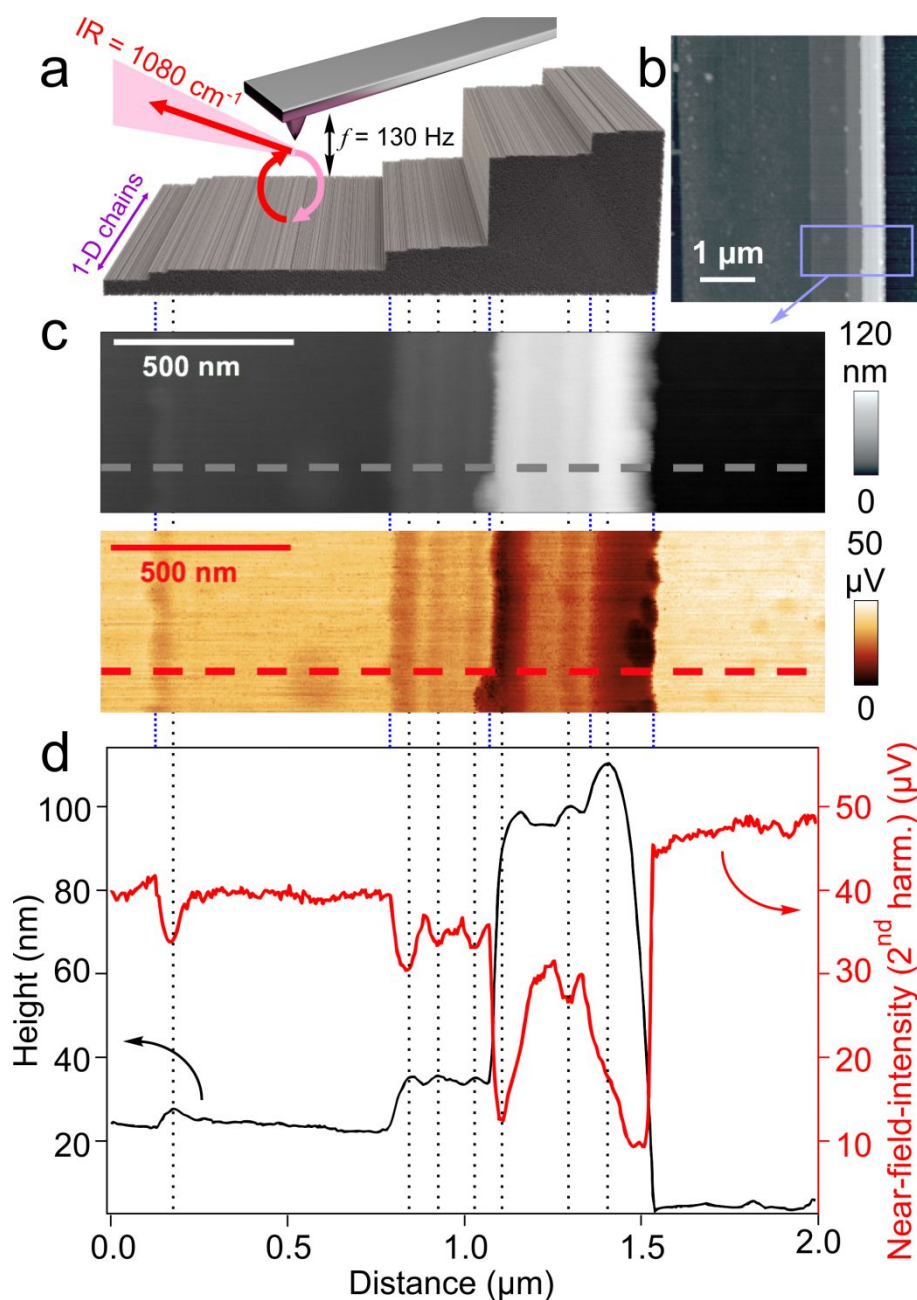 a
IR = 1080 cm⁻¹
f = 130 Hz
1-D chains
b
1 µm
c
500 nm
120
nm
0
500 nm
50
µV
0
d
Height (nm)
100
80
60
40
20
50
40
30
20
10
Near-field-intensity (2nd harm.) (µV)
0.0 0.5 1.0 1.5 2.0
Distance (µm)